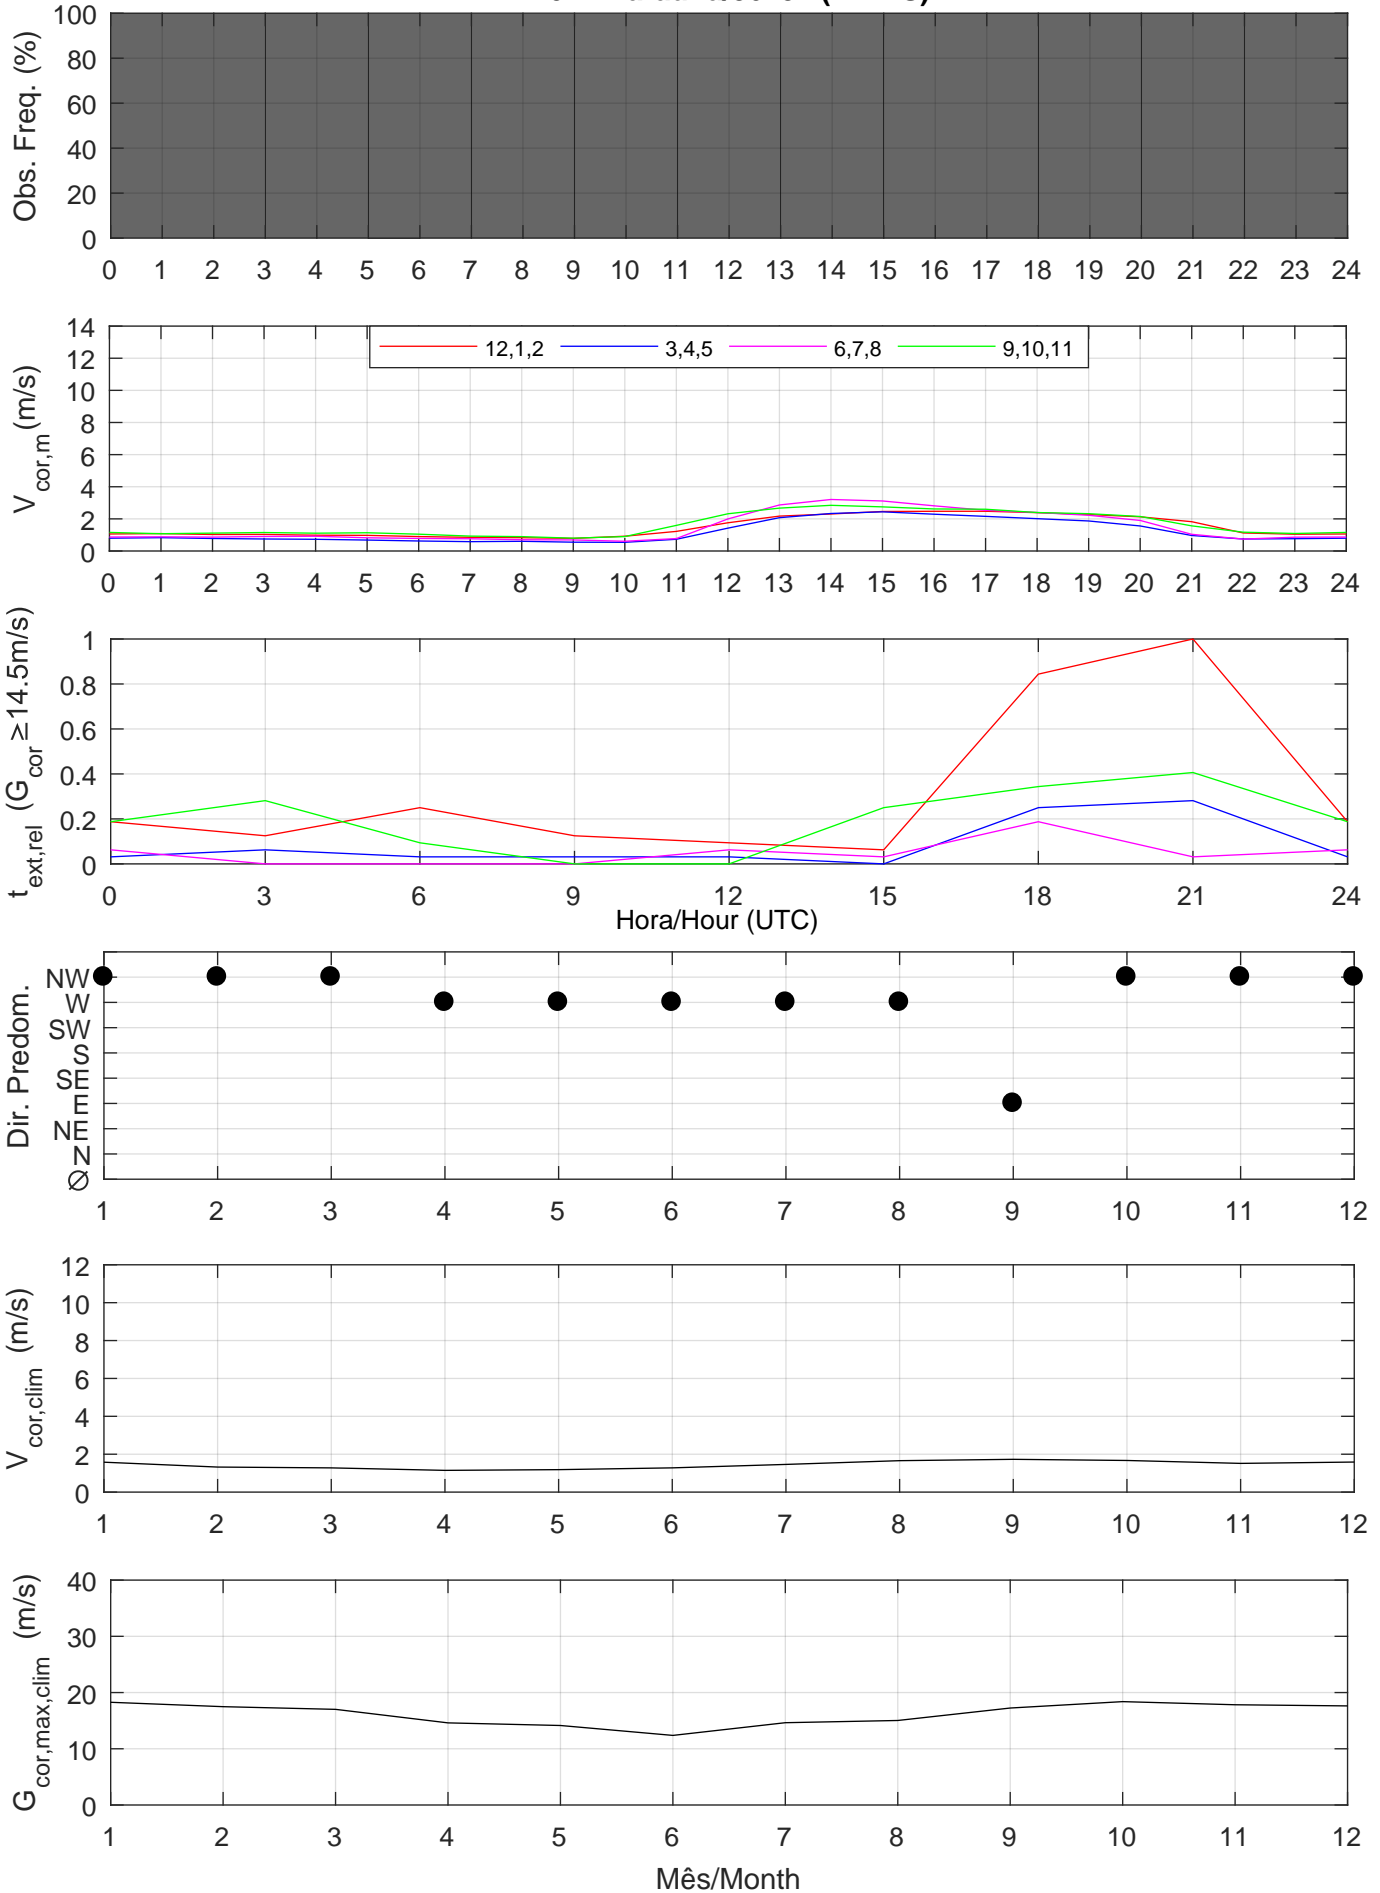 Obs. Freq. (%)
100
80
60
40
20
0
0 1 2 3 4 5 6 7 8 9 10 11 12 13 14 15 16 17 18 19 20 21 22 23 24
V cor,m (m/s)
14
12
10
8
6
4
2
0
12,1,2 3,4,5 6,7,8 9,10,11
0 1 2 3 4 5 6 7 8 9 10 11 12 13 14 15 16 17 18 19 20 21 22 23 24
t ext,rel (G cor ≥14.5m/s)
1
0.8
0.6
0.4
0.2
0
0 3 6 9 12 15 18 21 24
Hora/Hour (UTC)
Dir. Predom.
NW
W
SW
S
SE
E
NE
N
Ø
1 2 3 4 5 6 7 8 9 10 11 12
V cor,clim (m/s)
12
10
8
6
4
2
0
1 2 3 4 5 6 7 8 9 10 11 12
G cor,max,clim (m/s)
40
30
20
10
0
1 2 3 4 5 6 7 8 9 10 11 12
Mês/Month